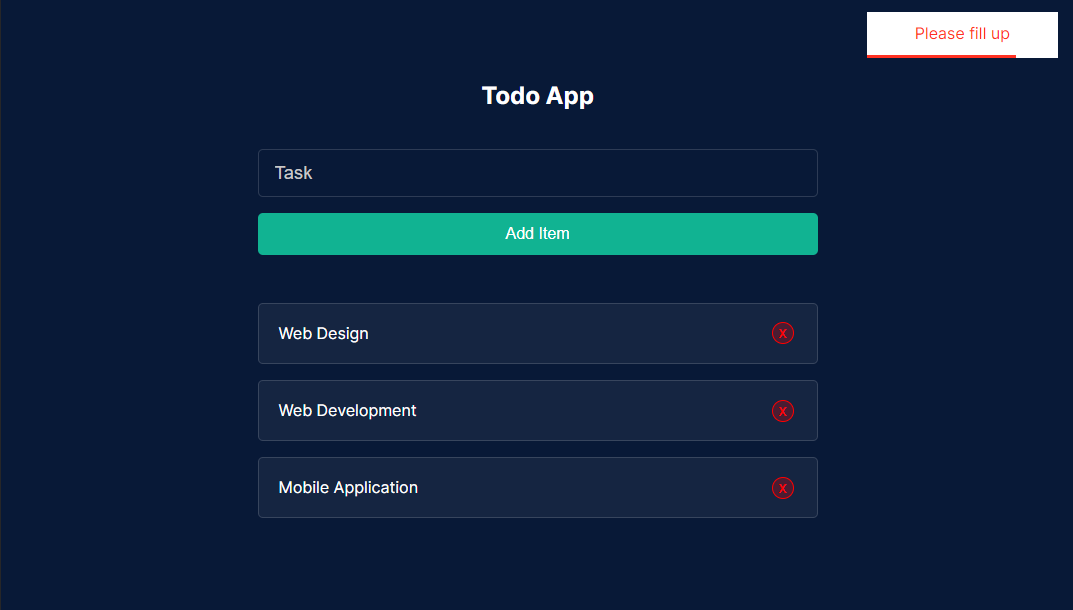 Please fill up
Todo App
Task
Add Item
Web Design X
Web Development X
Mobile Application X